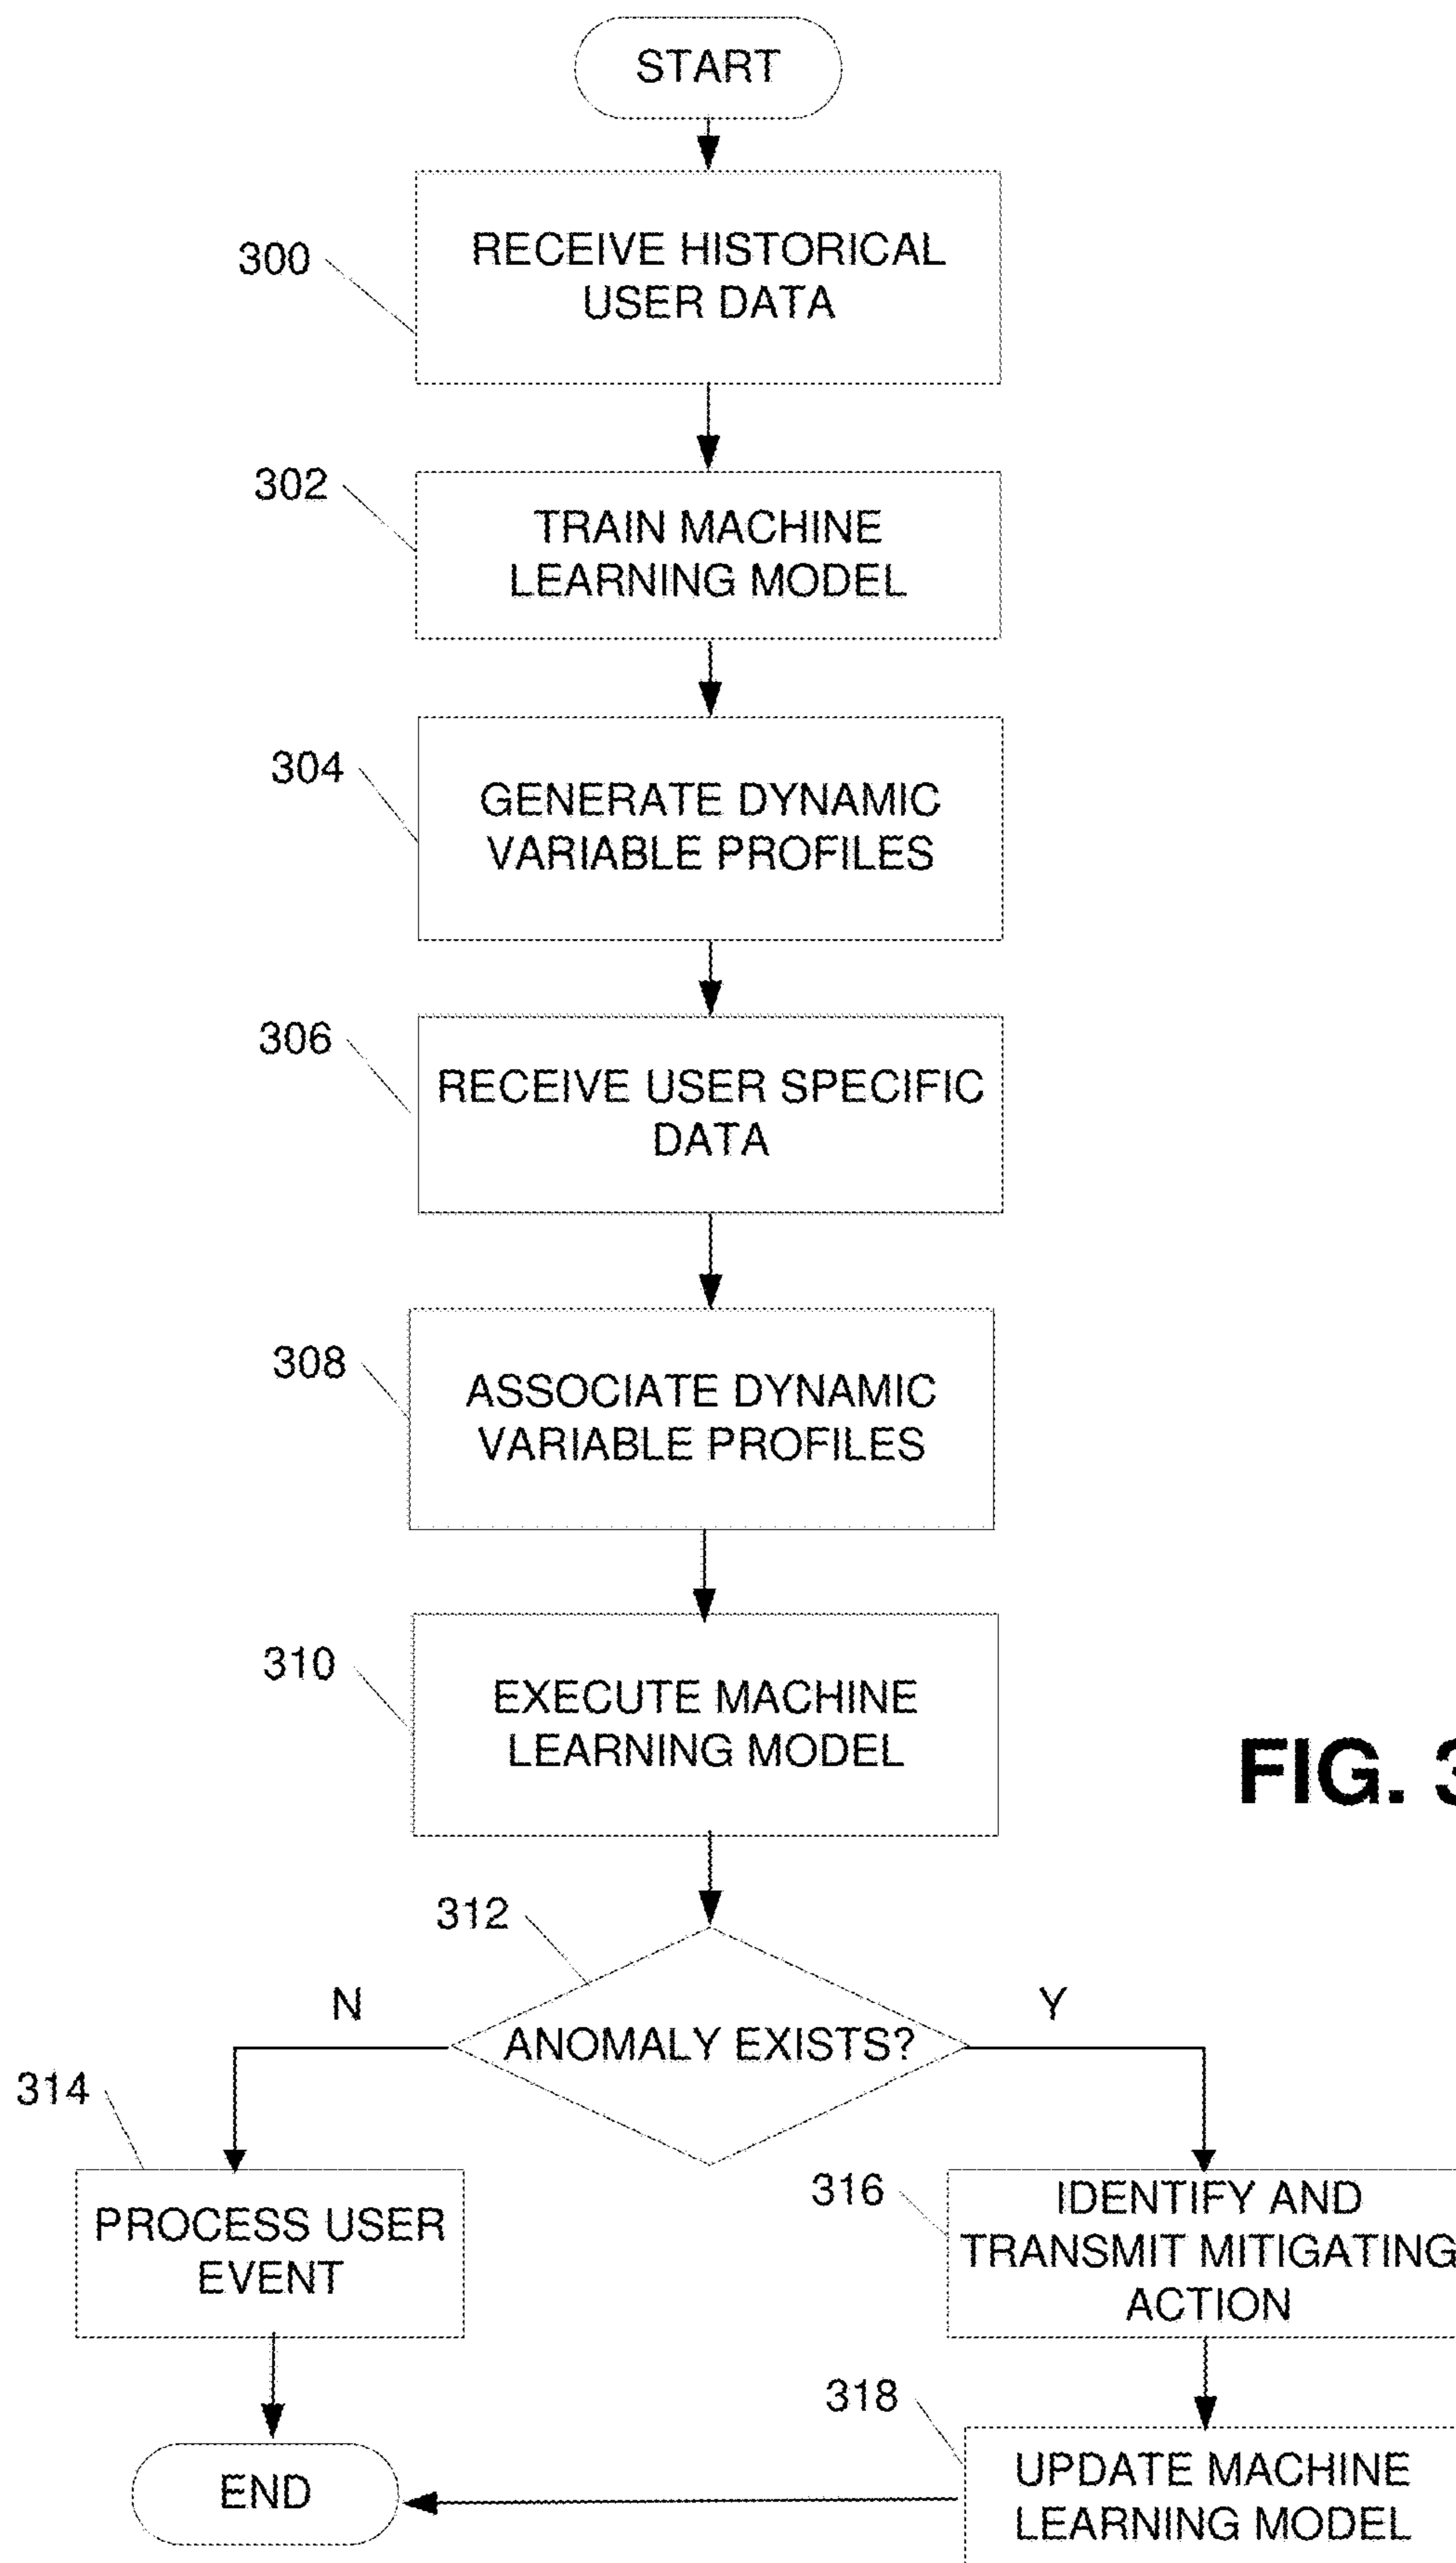 START
300
RECEIVE HISTORICAL
USER DATA
302
TRAIN MACHINE
LEARNING MODEL
304
GENERATE DYNAMIC
VARIABLE PROFILES
306
RECEIVE USER SPECIFIC
DATA
308
ASSOCIATE DYNAMIC
VARIABLE PROFILES
310
EXECUTE MACHINE
LEARNING MODEL
FIG. 3
312
N
ANOMALY EXISTS?
Y
314
PROCESS USER
EVENT
316
IDENTIFY AND
TRANSMIT MITIGATING
ACTION
318
UPDATE MACHINE
LEARNING MODEL
END